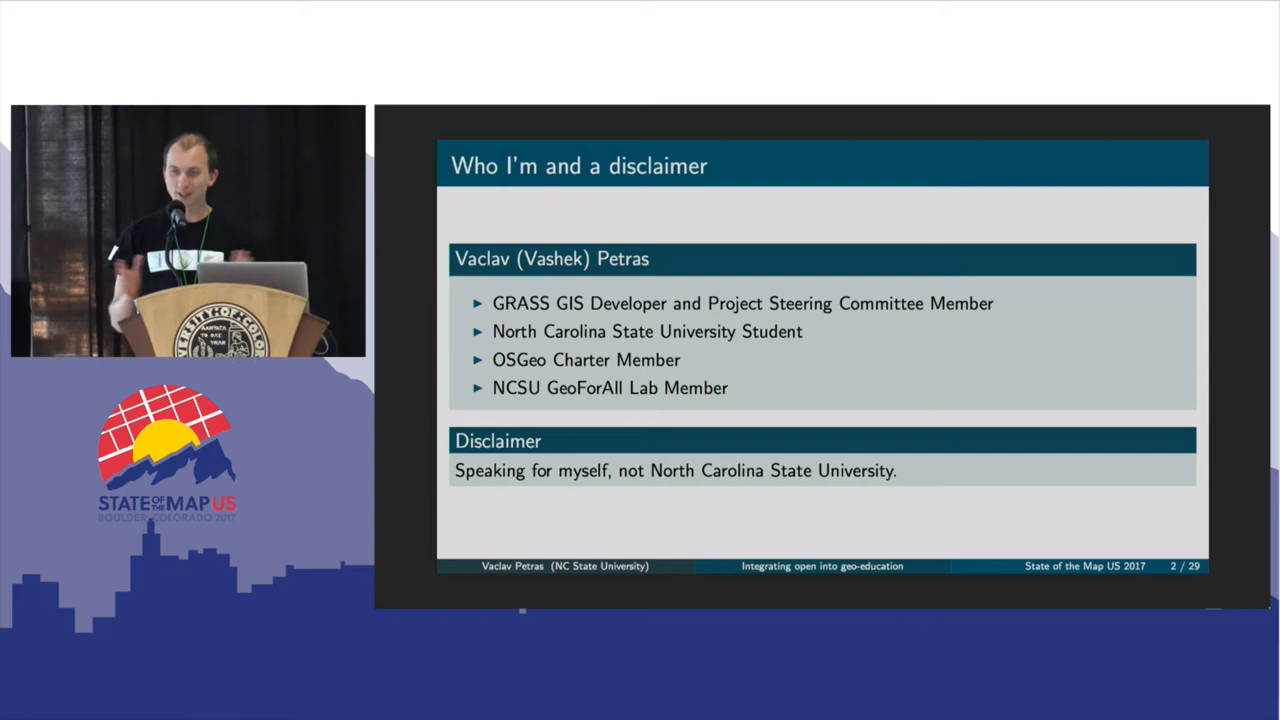 Who I'm and a disclaimer
Vaclav (Vashek) Petras
GRASS GIS Developer and Project Steering Committee Member
North Carolina State University Student
OSGeo Charter Member
NCSU GeoForAll Lab Member
Disclaimer
Speaking for myself, not North Carolina State University.
Vaclav Petras (NC State University) Integrating open into geo-education State of the Map US 2017 2 / 29
STATE OF THE MAP US
BOULDER, COLORADO 2017